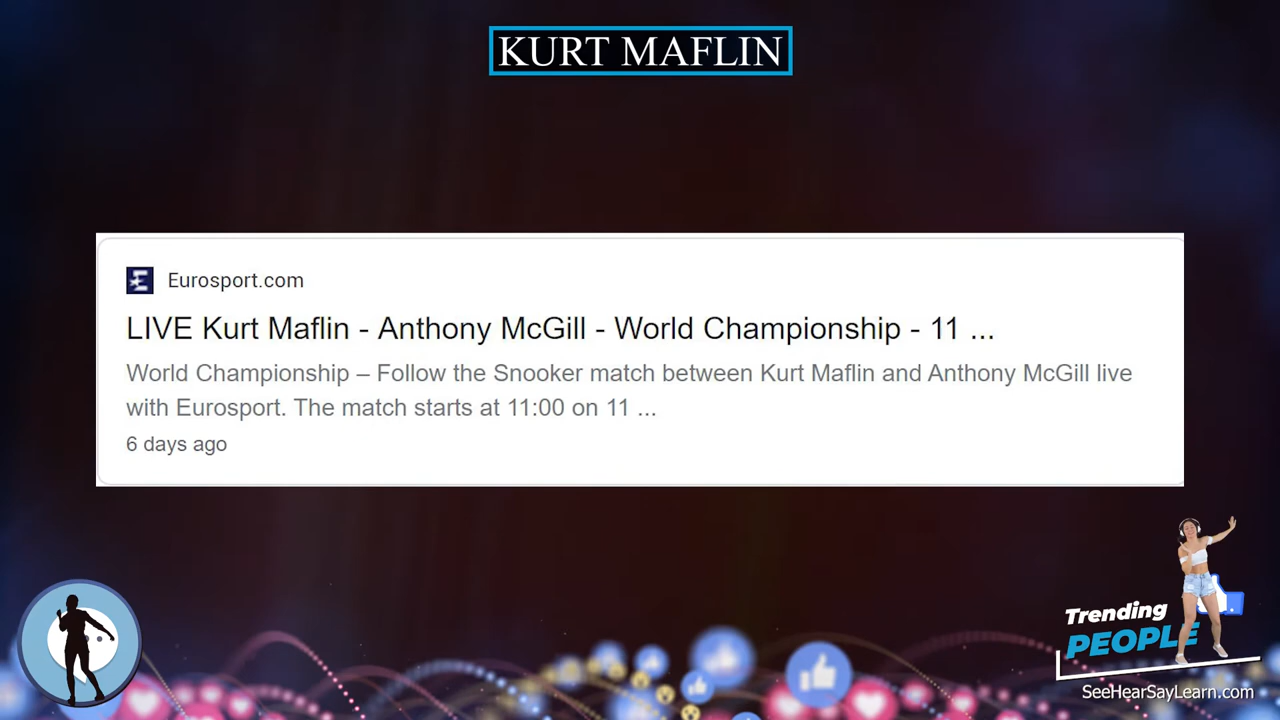 KURT MAFLIN
Eurosport.com
LIVE Kurt Maflin - Anthony McGill - World Championship - 11 ...
World Championship – Follow the Snooker match between Kurt Maflin and Anthony McGill live
with Eurosport. The match starts at 11:00 on 11 ...
6 days ago
Trending
PEOPLE
SeeHearSayLearn.com